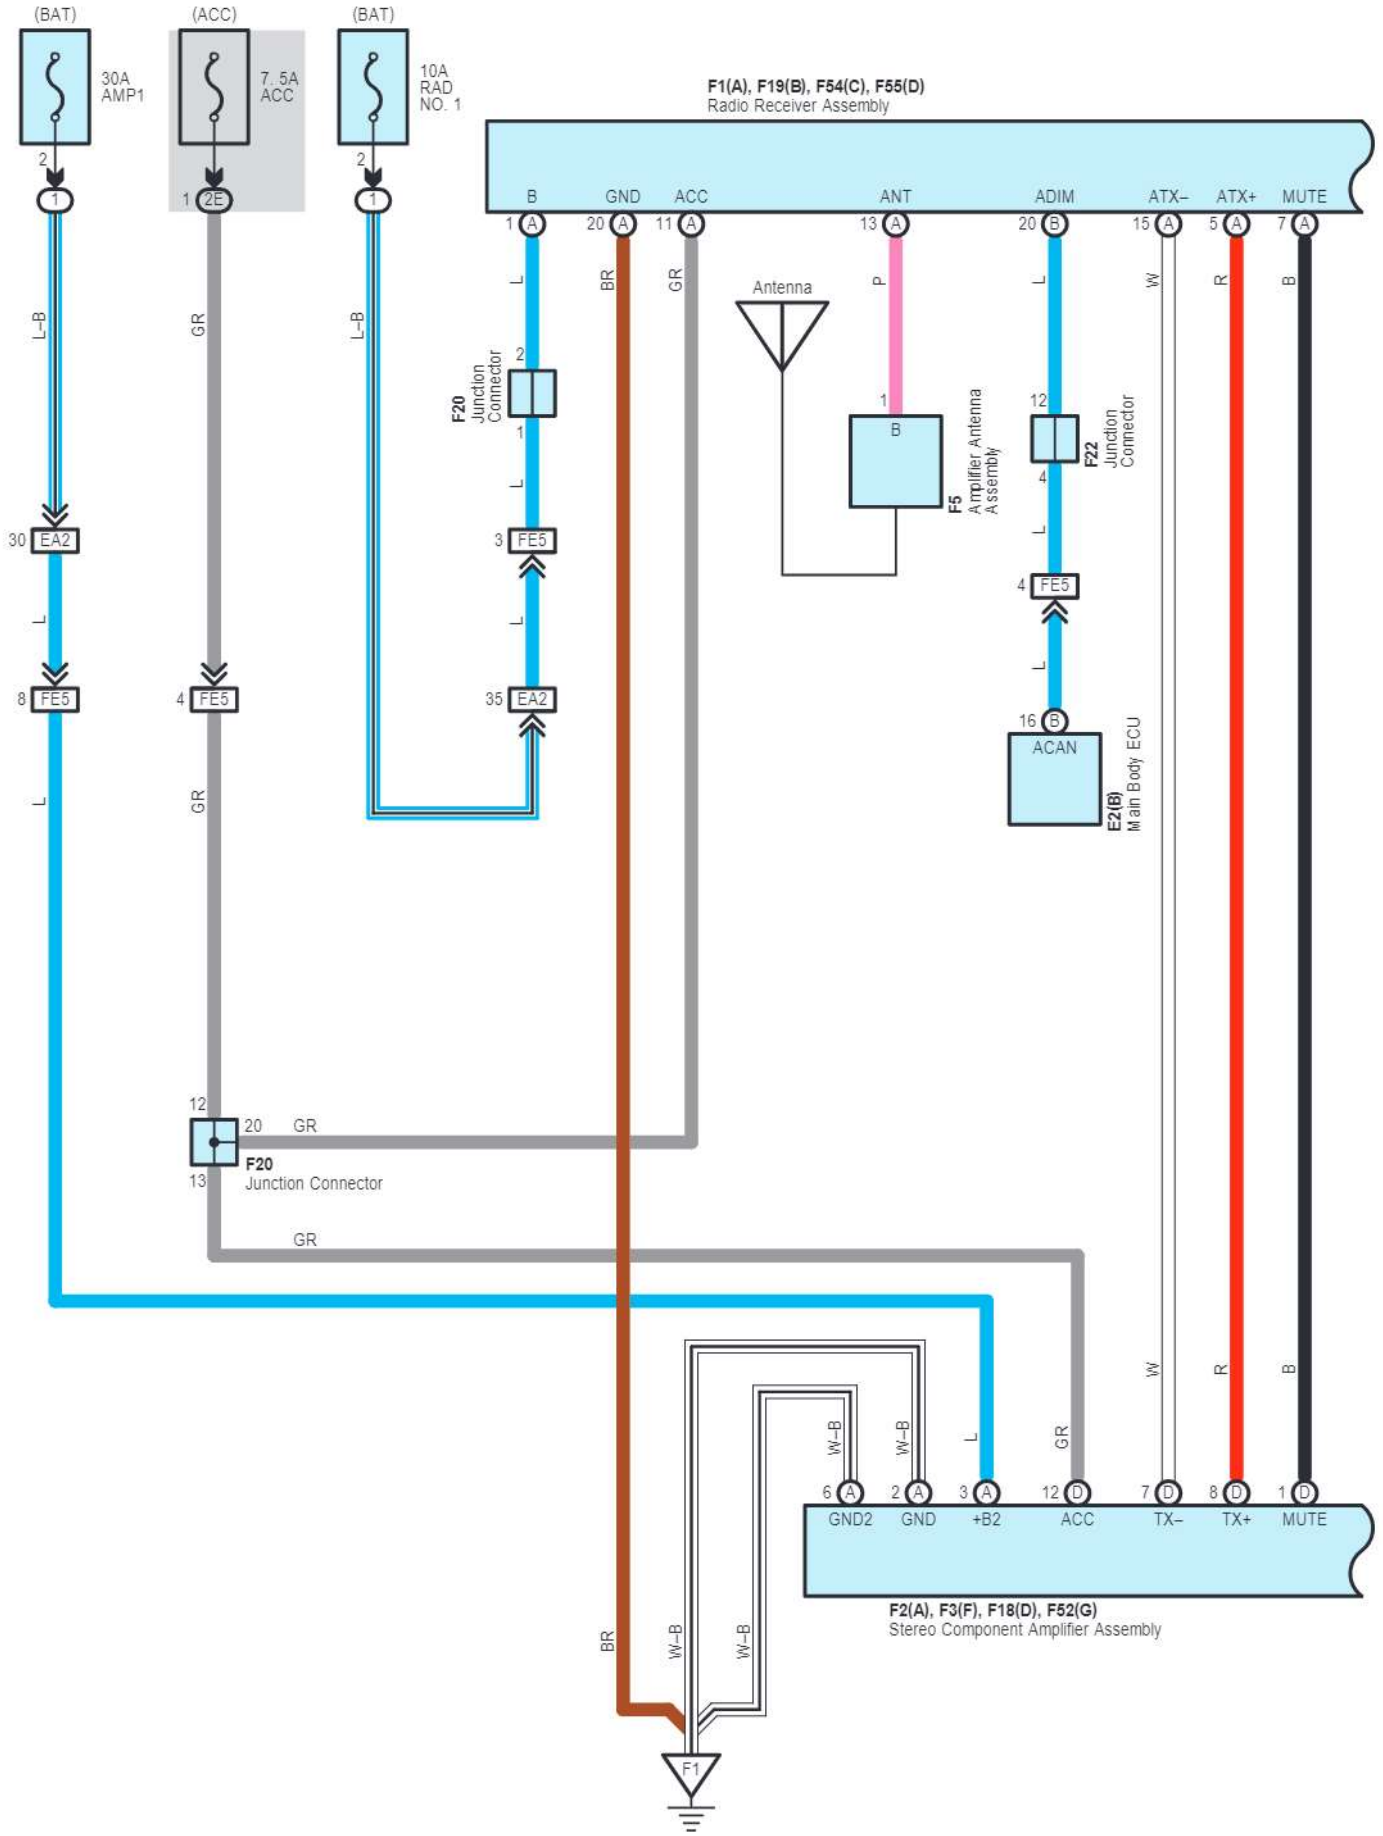 (BAT)
(ACC)
(BAT)
30A
AMP1
7. 5A
ACC
10A
RAD
NO. 1
2
1
1
2E
2
1
F1(A), F19(B), F54(C), F55(D)
Radio Receiver Assembly
B
GND
ACC
ANT
ADIM
ATX–
ATX+
MUTE
1
A
20
A
11
A
13
A
20
B
15
A
5
A
7
A
L
BR
GR
P
L
W
R
B
L–B
GR
L–B
Antenna
2
F20
Junction
Connector
1
L
3
FE5
L
35
EA2
1
B
F5
Amplifier Antenna
Assembly
12
F22
Junction
Connector
4
L
4
FE5
L
16
B
ACAN
E2(B)
Main Body ECU
30
EA2
L
8
FE5
4
FE5
L
GR
12
20
GR
F20
Junction Connector
13
GR
W
R
B
W–B
W–B
L
GR
6
A
2
A
3
A
12
D
7
D
8
D
1
D
GND2
GND
+B2
ACC
TX–
TX+
MUTE
F2(A), F3(F), F18(D), F52(G)
Stereo Component Amplifier Assembly
BR
W–B
W–B
F1